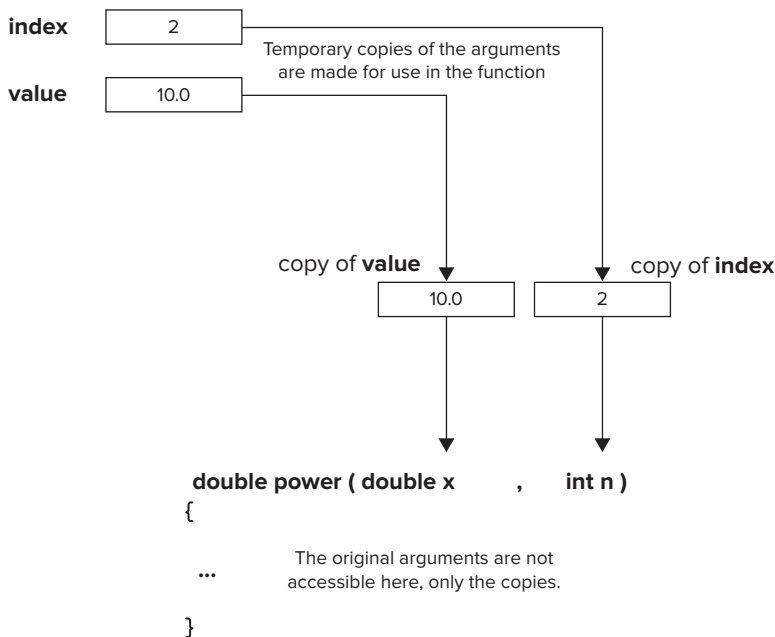 index
2
Temporary copies of the arguments
are made for use in the function
value
10.0
copy of value
copy of index
10.0
2
double power ( double x , int n )
{
...
The original arguments are not
accessible here, only the copies.
}